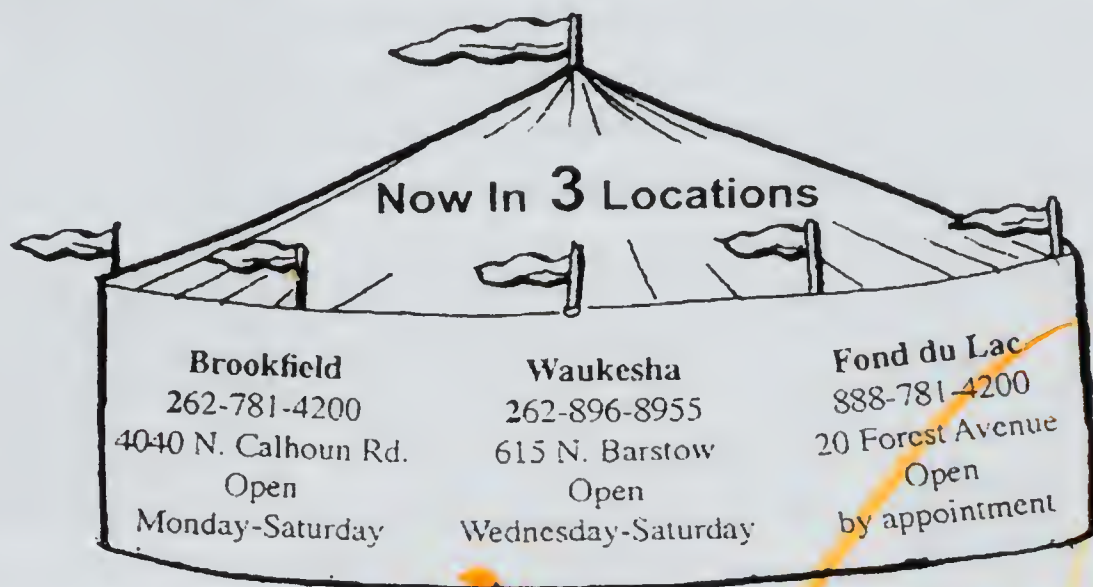 Now In 3 Locations
Brookfield
262-781-4200
4040 N. Calhoun Rd.
Open
Monday-Saturday
Waukesha
262-896-8955
615 N. Barstow
Open
Wednesday-Saturday
Fond du Lac
888-781-4200
20 Forest Avenue
Open
by appointment